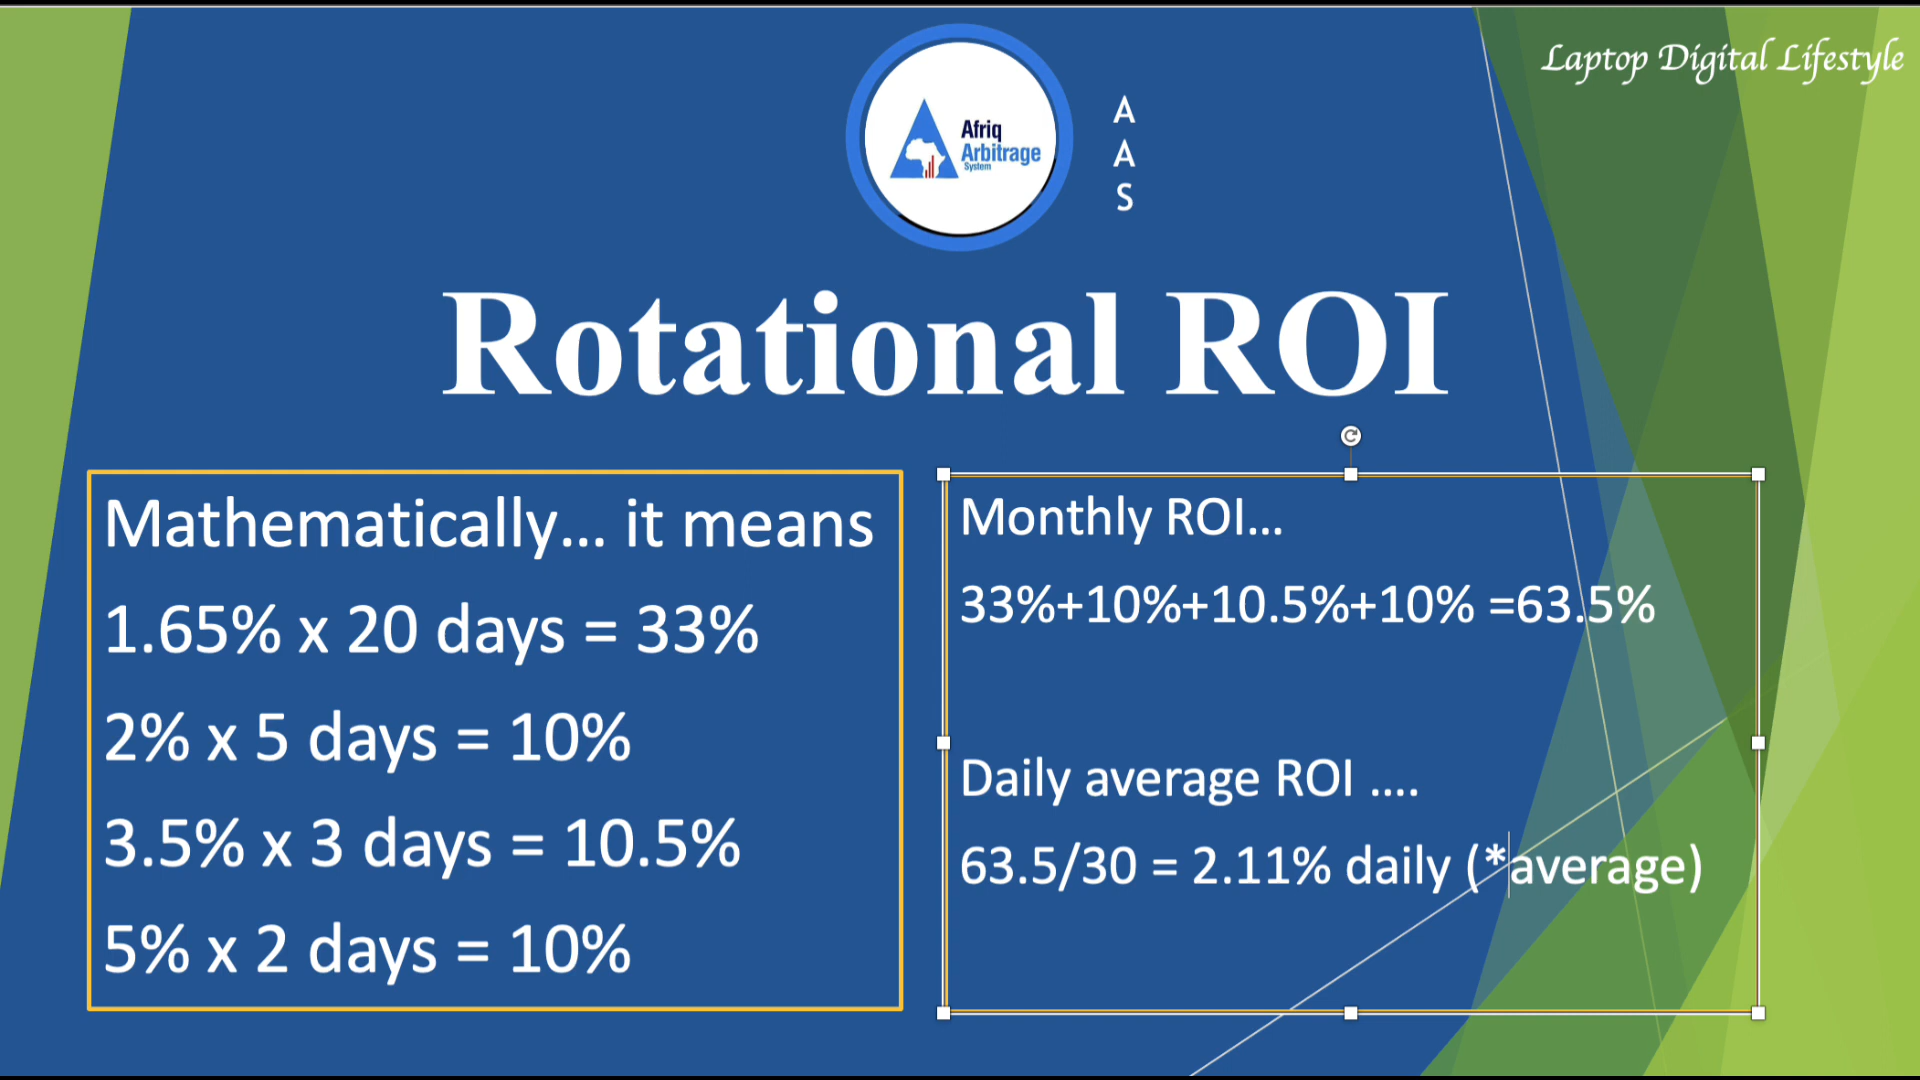 Laptop Digital Lifestyle
Afriq
Arbitrage
System
A
A
S
Rotational ROI
Mathematically... it means
1.65% x 20 days = 33%
2% x 5 days = 10%
3.5% x 3 days = 10.5%
5% x 2 days = 10%
Monthly ROI...
33%+10%+10.5%+10% =63.5%
Daily average ROI ....
63.5/30 = 2.11% daily (*average)